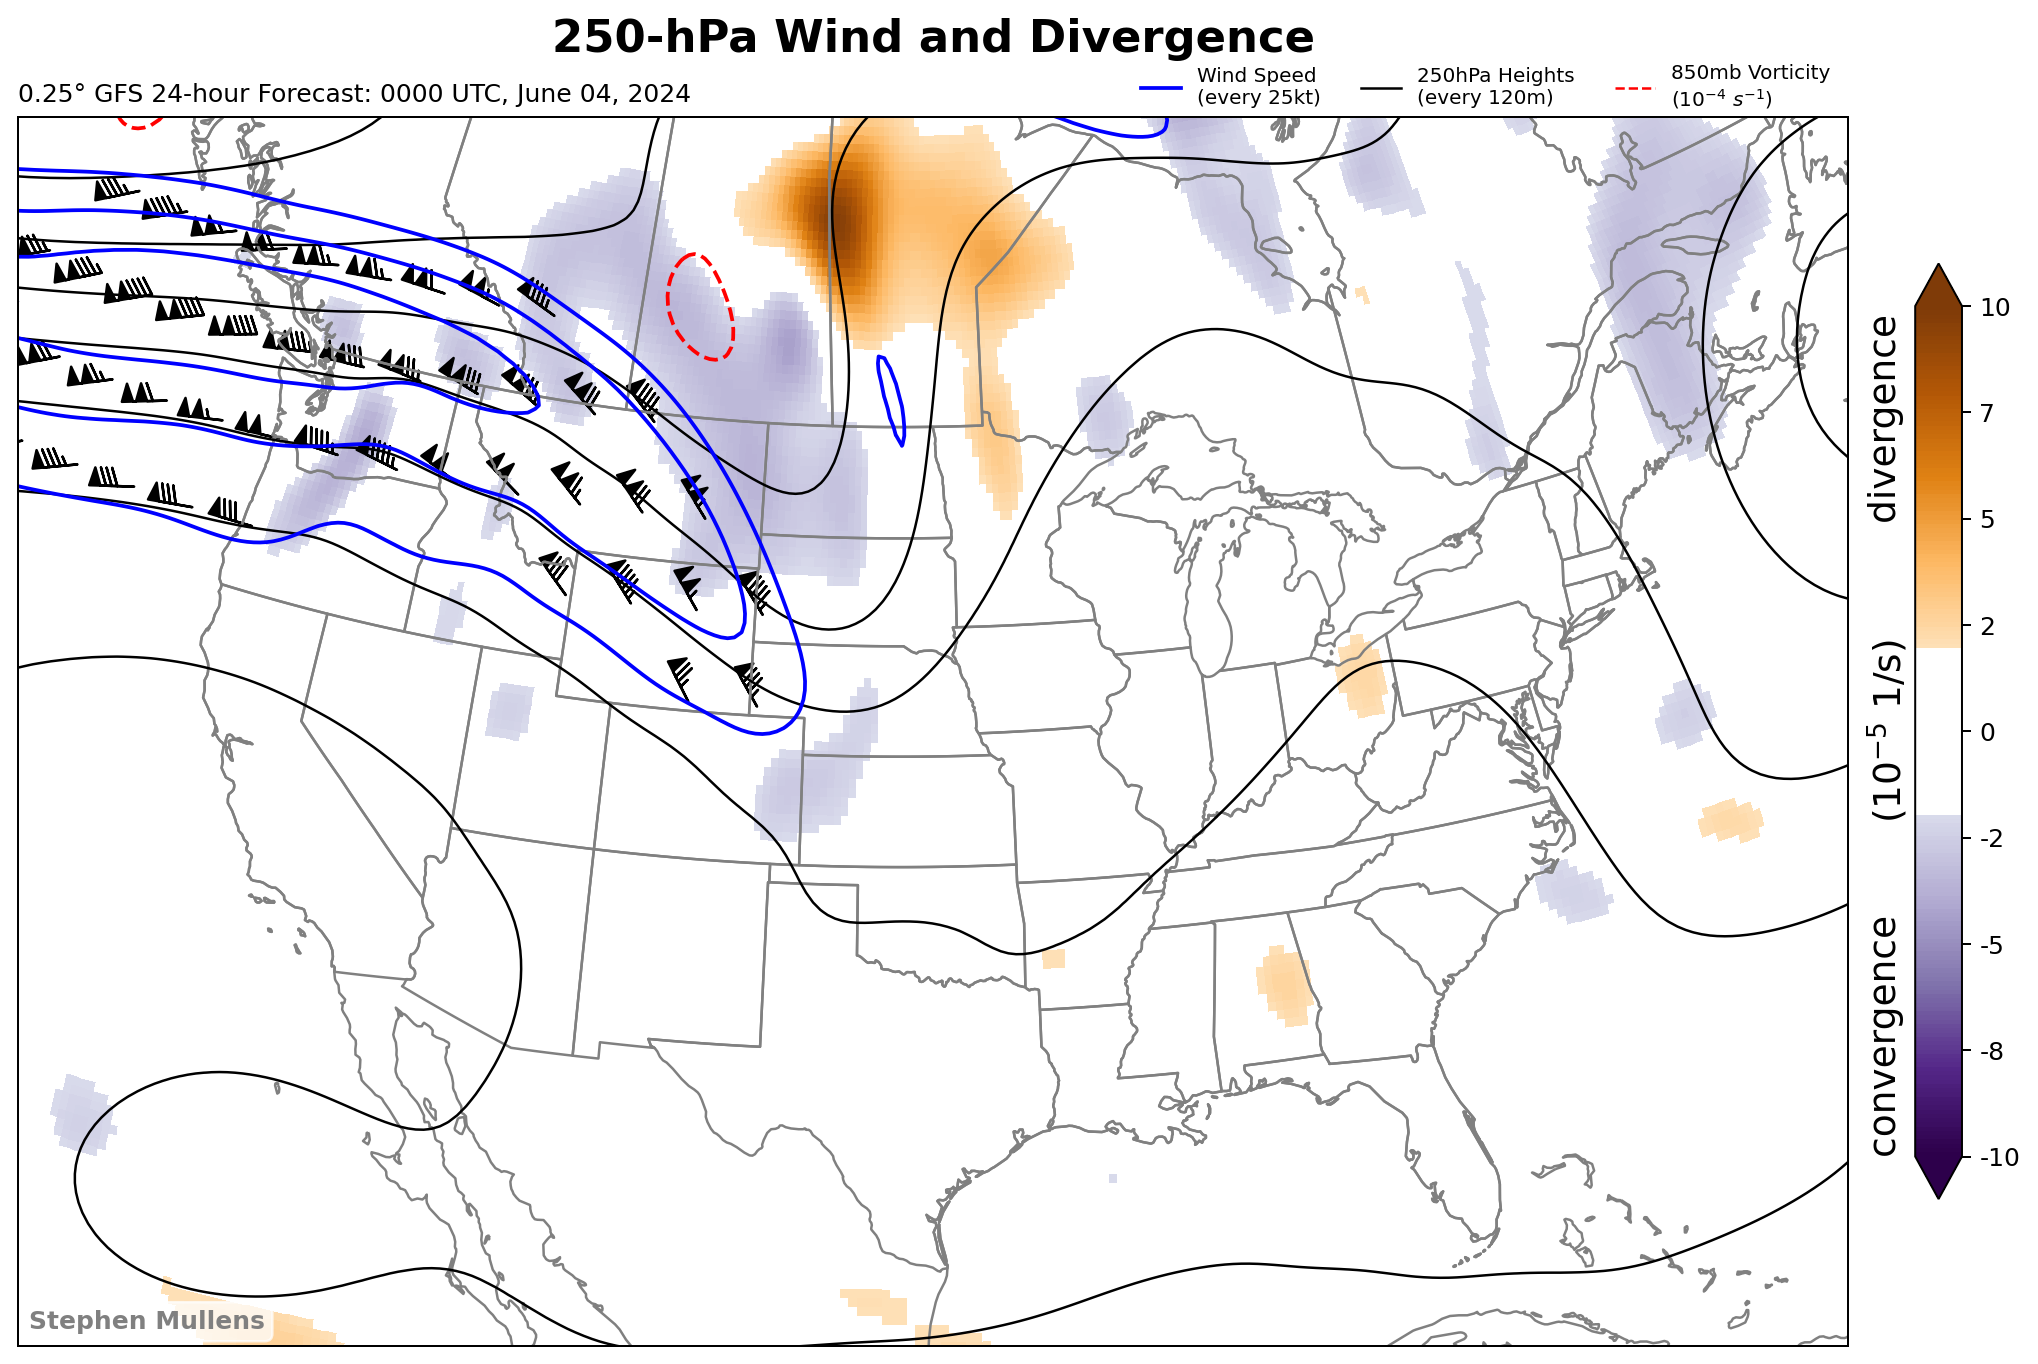 250-hPa Wind and Divergence
0.25° GFS 24-hour Forecast: 0000 UTC, June 04, 2024
Wind Speed
(every 25kt)
250hPa Heights
(every 120m)
850mb Vorticity
(10⁻⁴ s⁻¹)
10
7
5
2
0
-2
-5
-8
-10
convergence (10⁻⁵ 1/s) divergence
Stephen Mullens